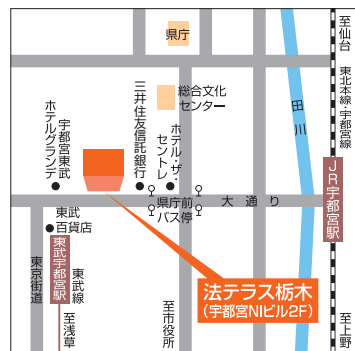 県庁
至仙台
東北本線・宇都宮線
総合文化
センター
田川
三井住友信託銀行
ホテル・ザ・
セントレ
宇都宮東武
ホテルグランデ
JR宇都宮駅
県庁前
バス停
大通り
東武
百貨店
東武宇都宮駅
東武線
東京街道
至浅草
至市役所
法テラス栃木
(宇都宮NIビル2F)
至上野